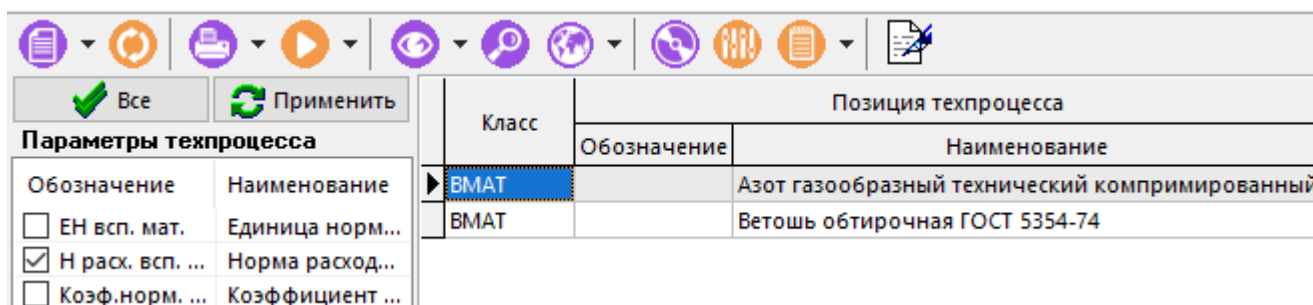 Все Применить
Параметры техпроцесса
Обозначение Наименование
ЕН всп. мат. Единица норм...
Н расх. всп. ... Норма расход...
Коэф.норм. ... Коэффициент ...
Класс Позиция техпроцесса
Обозначение Наименование
ВМАТ Азот газообразный технический компримированный
ВМАТ Ветошь обтирочная ГОСТ 5354-74